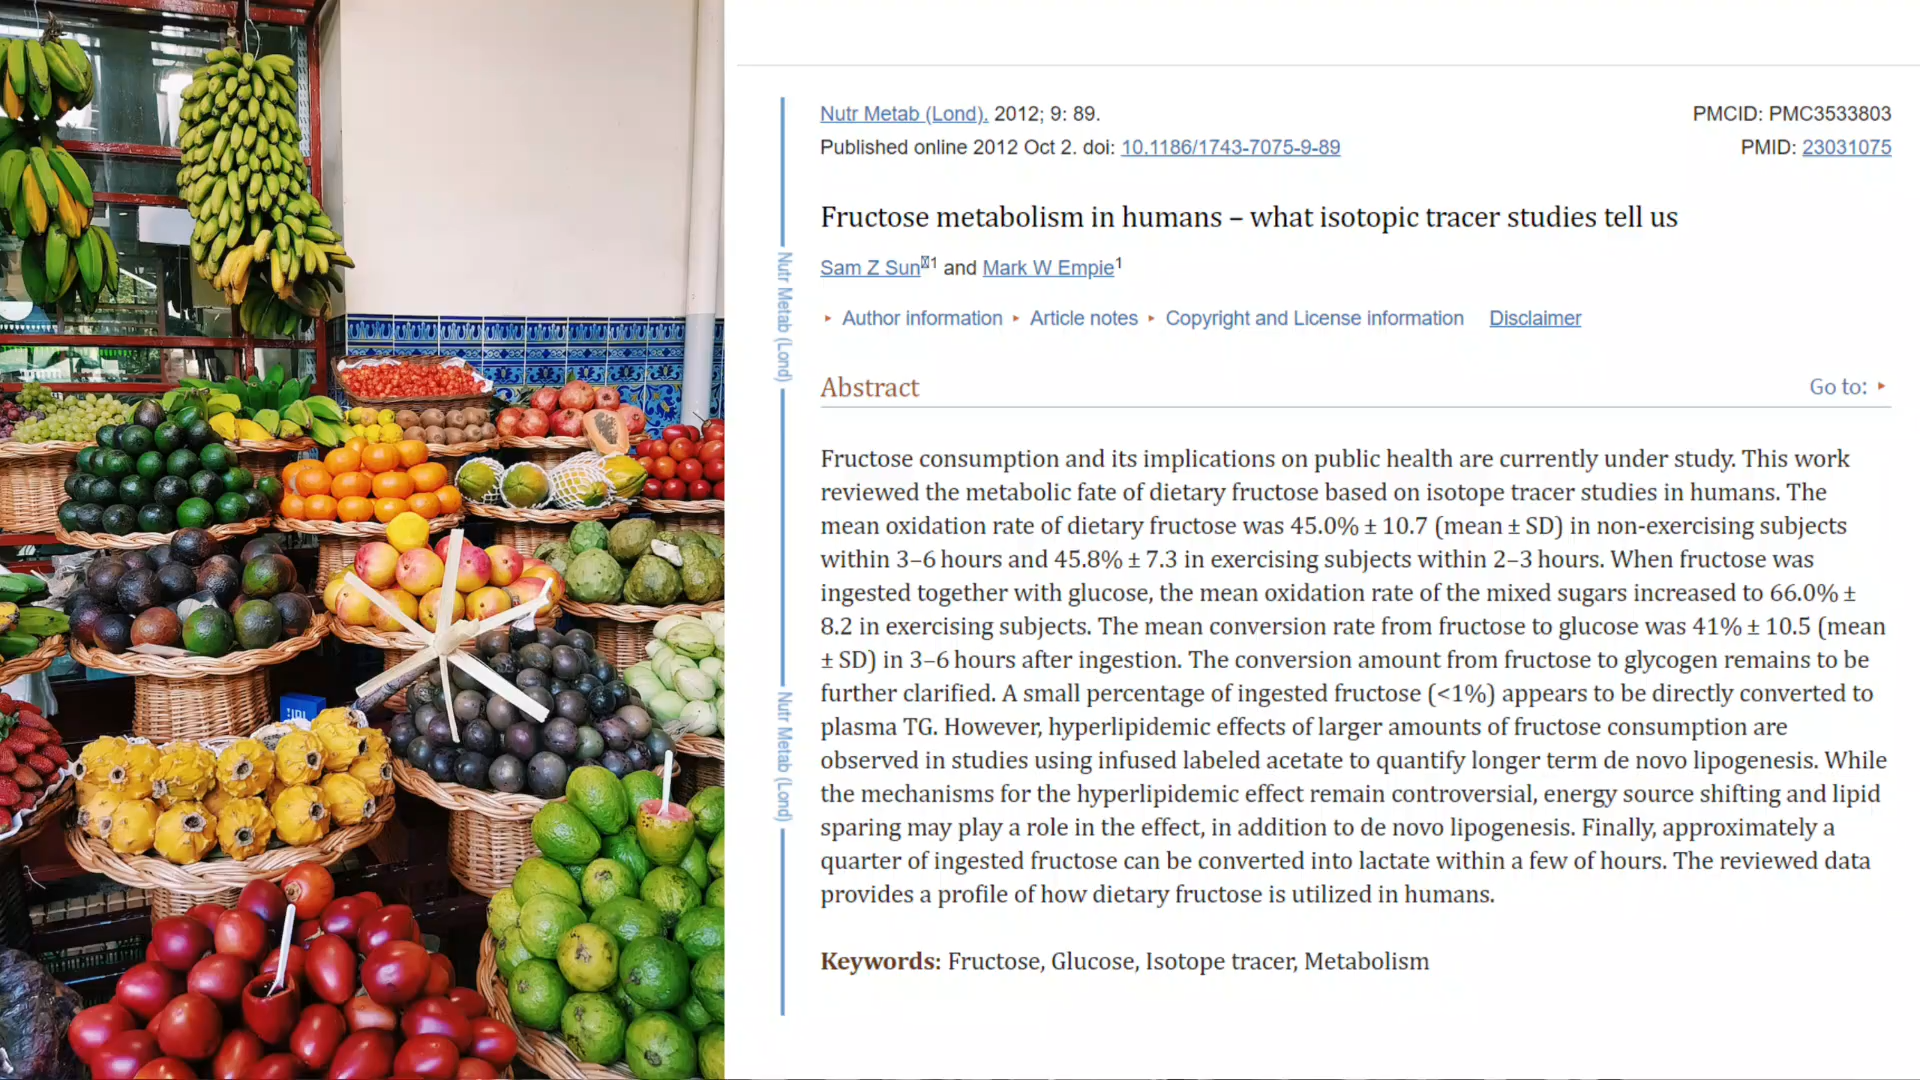 Nutr Metab (Lond). 2012; 9: 89.
PMCID: PMC3533803
Published online 2012 Oct 2. doi: 10.1186/1743-7075-9-89
PMID: 23031075
Fructose metabolism in humans – what isotopic tracer studies tell us
Sam Z Sun1 and Mark W Empie1
Author information ▸ Article notes ▸ Copyright and License information Disclaimer
Abstract
Go to:
Fructose consumption and its implications on public health are currently under study. This work
reviewed the metabolic fate of dietary fructose based on isotope tracer studies in humans. The
mean oxidation rate of dietary fructose was 45.0% ± 10.7 (mean ± SD) in non-exercising subjects
within 3–6 hours and 45.8% ± 7.3 in exercising subjects within 2–3 hours. When fructose was
ingested together with glucose, the mean oxidation rate of the mixed sugars increased to 66.0% ±
8.2 in exercising subjects. The mean conversion rate from fructose to glucose was 41% ± 10.5 (mean
± SD) in 3–6 hours after ingestion. The conversion amount from fructose to glycogen remains to be
further clarified. A small percentage of ingested fructose (<1%) appears to be directly converted to
plasma TG. However, hyperlipidemic effects of larger amounts of fructose consumption are
observed in studies using infused labeled acetate to quantify longer term de novo lipogenesis. While
the mechanisms for the hyperlipidemic effect remain controversial, energy source shifting and lipid
sparing may play a role in the effect, in addition to de novo lipogenesis. Finally, approximately a
quarter of ingested fructose can be converted into lactate within a few of hours. The reviewed data
provides a profile of how dietary fructose is utilized in humans.
Keywords: Fructose, Glucose, Isotope tracer, Metabolism
Nutr Metab (Lond)
Nutr Metab (Lond)